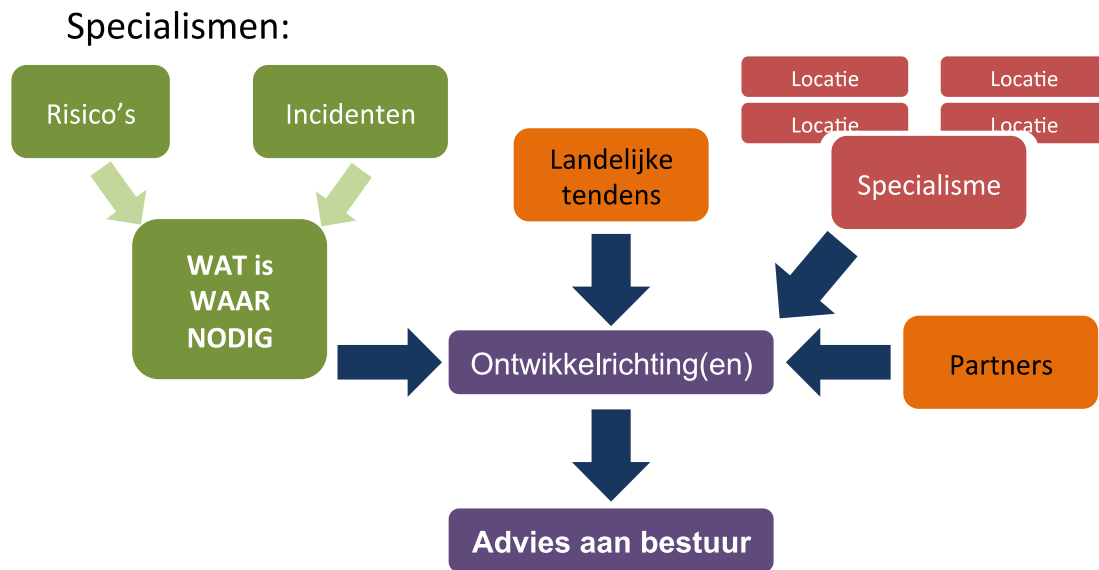 Specialismen:
Risico's
Incidenten
Locatie
Locatie
Locatie
Locatie
Landelijke
tendens
Specialisme
WAT is
WAAR
NODIG
Ontwikkelrichting(en)
Partners
Advies aan bestuur